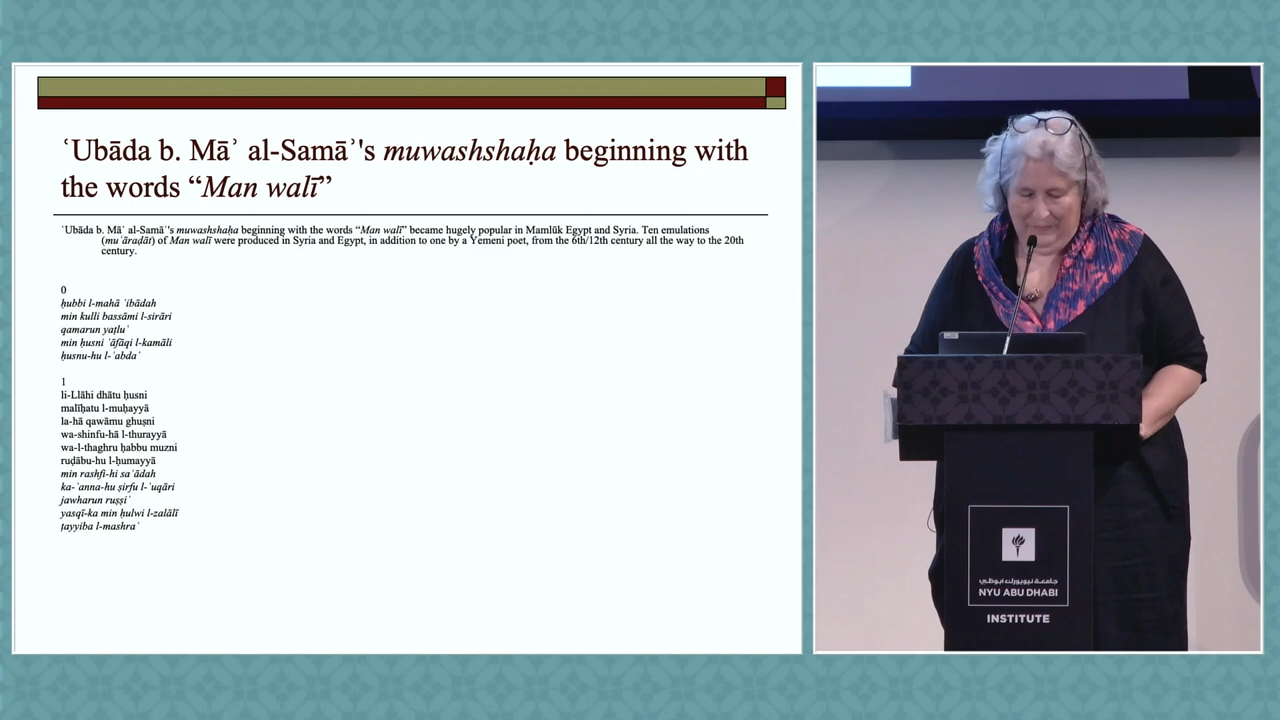 ʿUbāda b. Māʾ al-Samāʾ's muwashshaḥa beginning with
the words “Man walī”
ʿUbāda b. Māʾ al-Samāʾ's muwashshaḥa beginning with the words “Man walī” became hugely popular in Mamlūk Egypt and Syria. Ten emulations
(muʿāraḍāt) of Man walī were produced in Syria and Egypt, in addition to one by a Yemeni poet, from the 6th/12th century all the way to the 20th
century.
0
ḥubbi l-mahā ʿibādah
min kulli bassāmi l-sirāri
qamarun yaṭluʿ
min ḥusni ʾāfāqi l-kamāli
ḥusnu-hu l-ʾabdaʿ
1
li-Llāhi dhātu ḥusni
malīḥatu l-muḥayyā
la-hā qawāmu ghuṣni
wa-shinfu-hā l-thurayyā
wa-l-thaghru ḥabbu muzni
ruḍābu-hu l-ḥumayyā
min rashfi-hi saʿādah
ka-ʾanna-hu ṣirfu l-ʿuqāri
jawharun ruṣṣiʿ
yasqī-ka min ḥulwi l-zalālī
ṭayyiba l-mashraʿ
جامعة نيويورك أبوظبي
NYU ABU DHABI
INSTITUTE